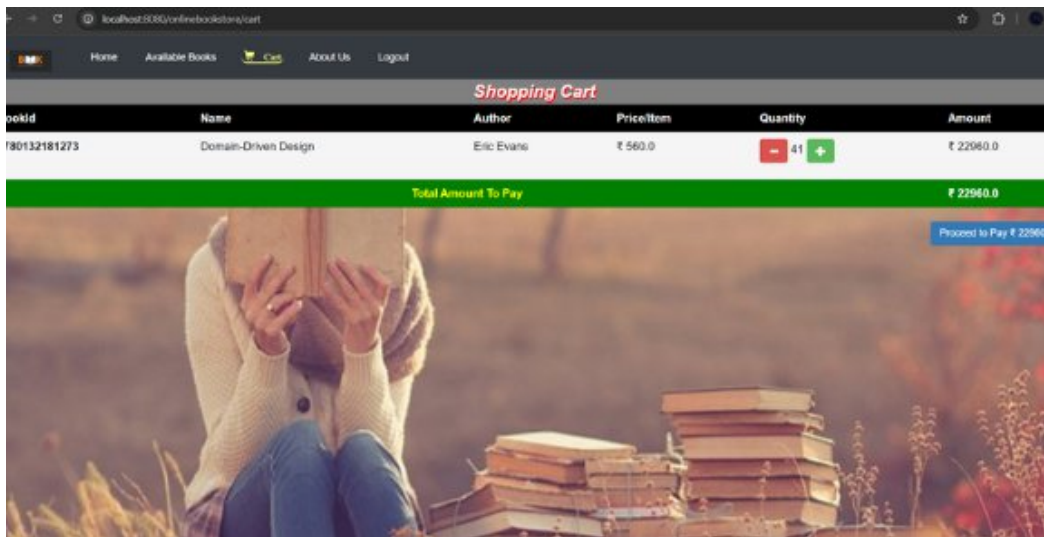 localhost:8080/onlinebookstore/cart
Home Available Books Cart About Us Logout
Shopping Cart
ookId Name Author Price/Item Quantity Amount
780132181273 Domain-Driven Design Eric Evans ₹ 560.0 - 41 + ₹ 22960.0
Total Amount To Pay ₹ 22960.0
Proceed to Pay ₹ 22960